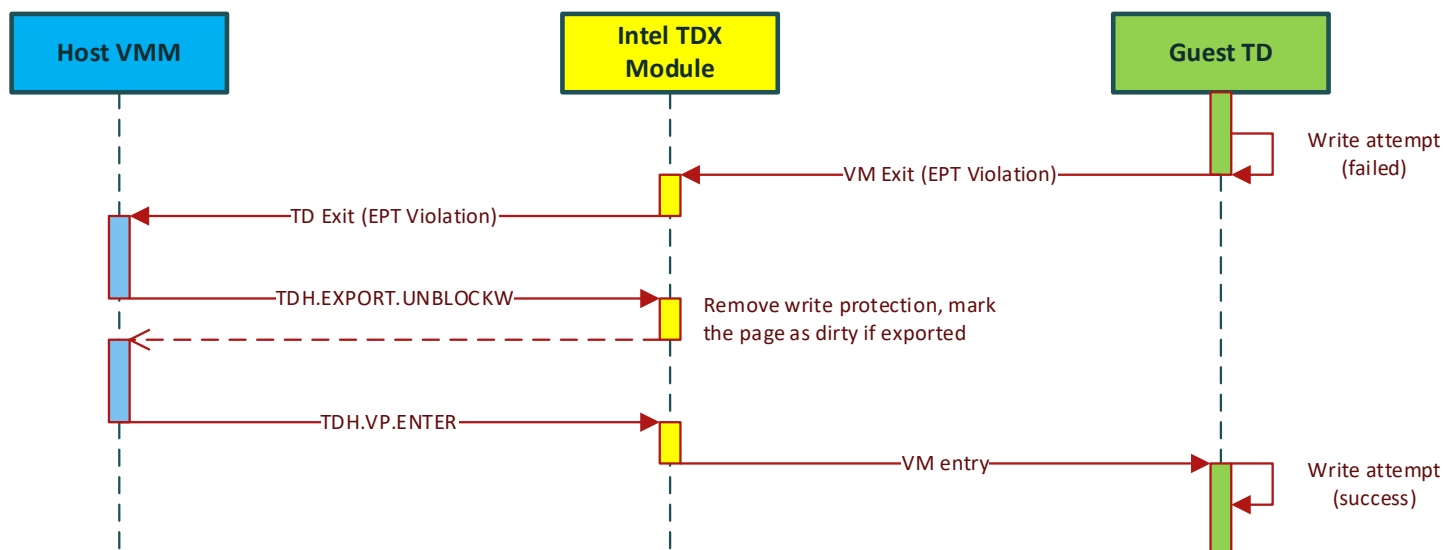 Host VMM
Intel TDX
Module
Guest TD
Write attempt
(failed)
VM Exit (EPT Violation)
TD Exit (EPT Violation)
TDH.EXPORT.UNBLOCKW
Remove write protection, mark
the page as dirty if exported
TDH.VP.ENTER
VM entry
Write attempt
(success)